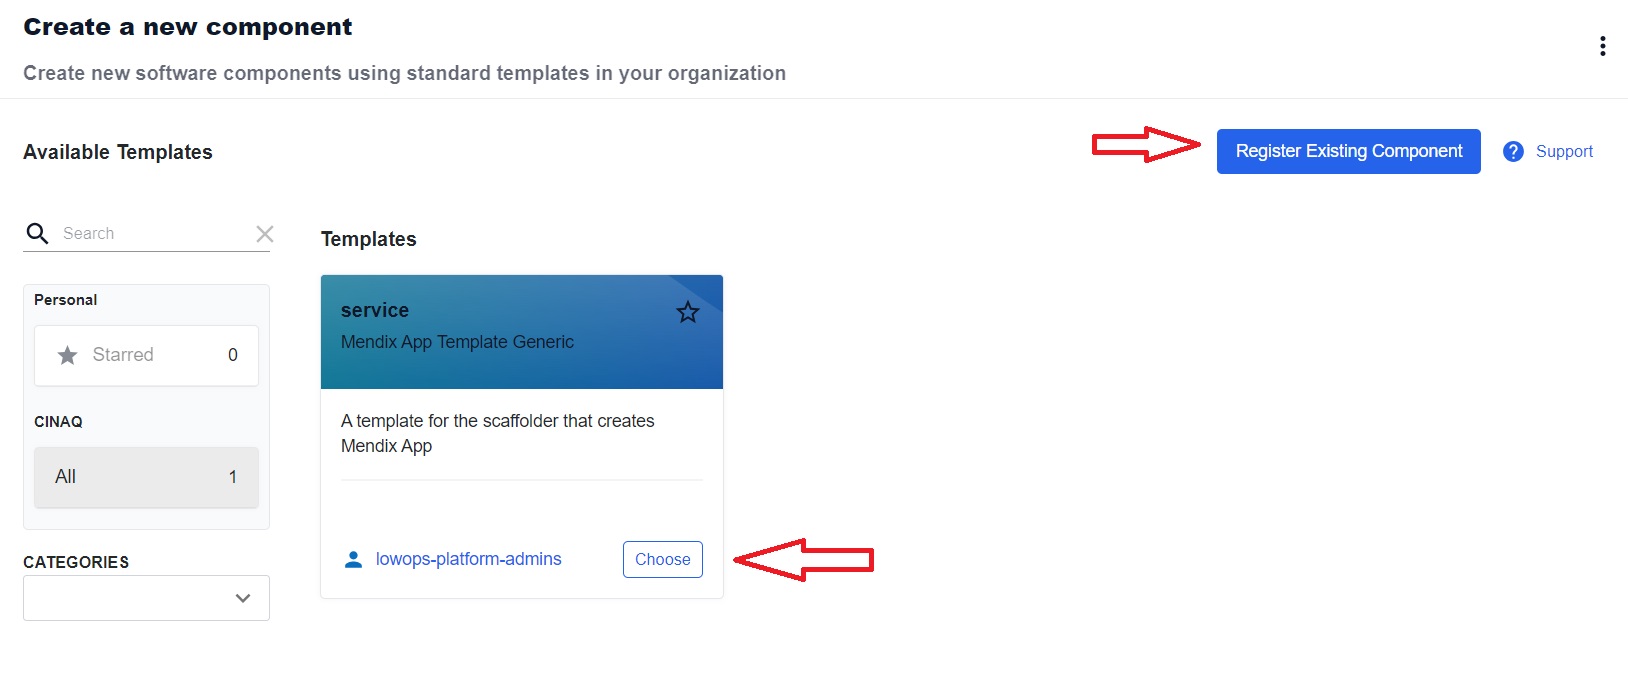 Create a new component
Create new software components using standard templates in your organization
Available Templates
Register Existing Component
? Support
Search
Personal
Starred 0
CINAQ
All 1
CATEGORIES
Templates
service
Mendix App Template Generic
A template for the scaffolder that creates
Mendix App
lowops-platform-admins
Choose